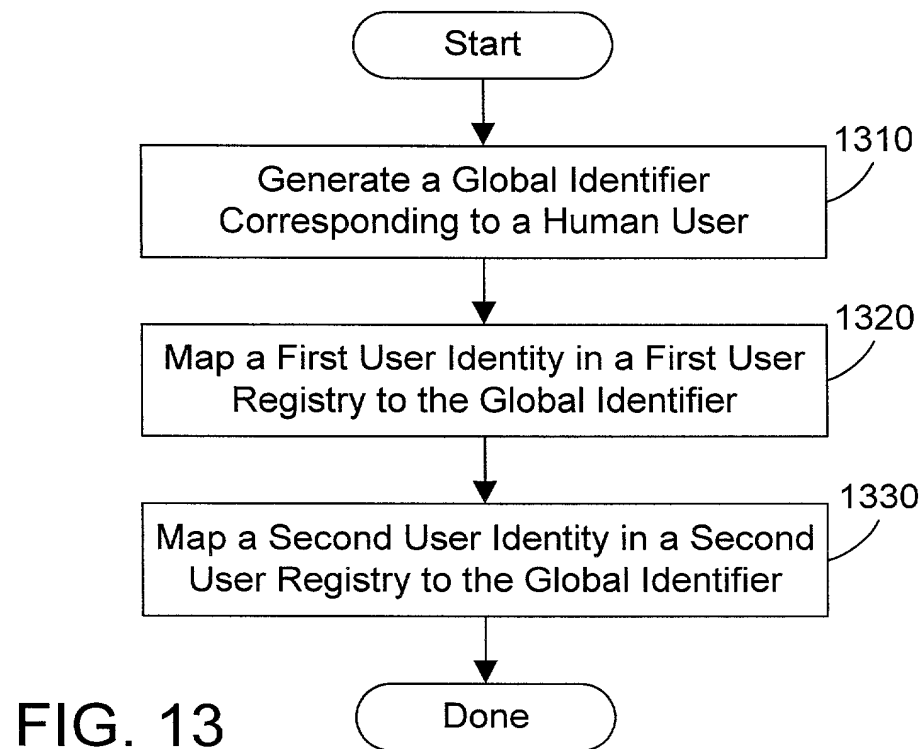 Start
1310
Generate a Global Identifier
Corresponding to a Human User
1320
Map a First User Identity in a First User
Registry to the Global Identifier
1330
Map a Second User Identity in a Second
User Registry to the Global Identifier
Done
FIG. 13